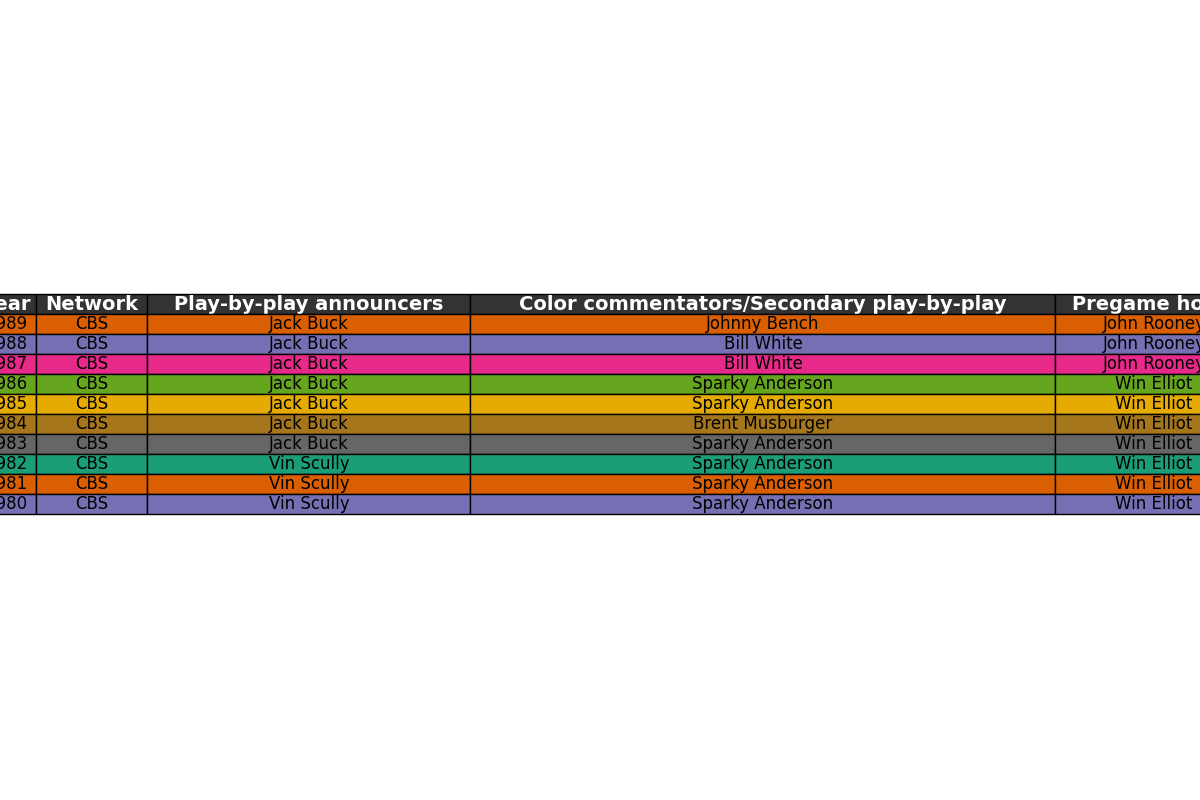 ear Network Play-by-play announcers Color commentators/Secondary play-by-play Pregame ho
989 CBS Jack Buck Johnny Bench John Rooney
988 CBS Jack Buck Bill White John Rooney
987 CBS Jack Buck Bill White John Rooney
986 CBS Jack Buck Sparky Anderson Win Elliot
985 CBS Jack Buck Sparky Anderson Win Elliot
984 CBS Jack Buck Brent Musburger Win Elliot
983 CBS Jack Buck Sparky Anderson Win Elliot
982 CBS Vin Scully Sparky Anderson Win Elliot
981 CBS Vin Scully Sparky Anderson Win Elliot
980 CBS Vin Scully Sparky Anderson Win Elliot